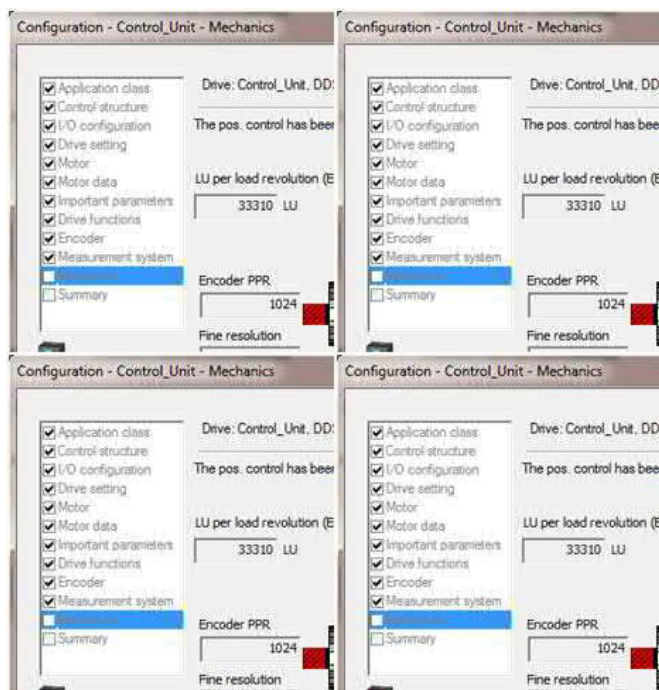 Configuration - Control_Unit - Mechanics
Application class
Control structure
I/O configuration
Drive setting
Motor
Motor data
Important parameters
Drive functions
Encoder
Measurement system
Summary
Drive: Control_Unit, DD
The pos. control has been
LU per load revolution (E
33310 LU
Encoder PPR
1024
Fine resolution
Configuration - Control_Unit - Mechanics
Application class
Control structure
I/O configuration
Drive setting
Motor
Motor data
Important parameters
Drive functions
Encoder
Measurement system
Summary
Drive: Control_Unit, DD
The pos. control has bee
LU per load revolution (E
33310 LU
Encoder PPR
1024
Fine resolution
Configuration - Control_Unit - Mechanics
Application class
Control structure
I/O configuration
Drive setting
Motor
Motor data
Important parameters
Drive functions
Encoder
Measurement system
Summary
Drive: Control_Unit, DD
The pos. control has been
LU per load revolution (E
33310 LU
Encoder PPR
1024
Fine resolution
Configuration - Control_Unit - Mechanics
Application class
Control structure
I/O configuration
Drive setting
Motor
Motor data
Important parameters
Drive functions
Encoder
Measurement system
Summary
Drive: Control_Unit, DD
The pos. control has bee
LU per load revolution (E
33310 LU
Encoder PPR
1024
Fine resolution